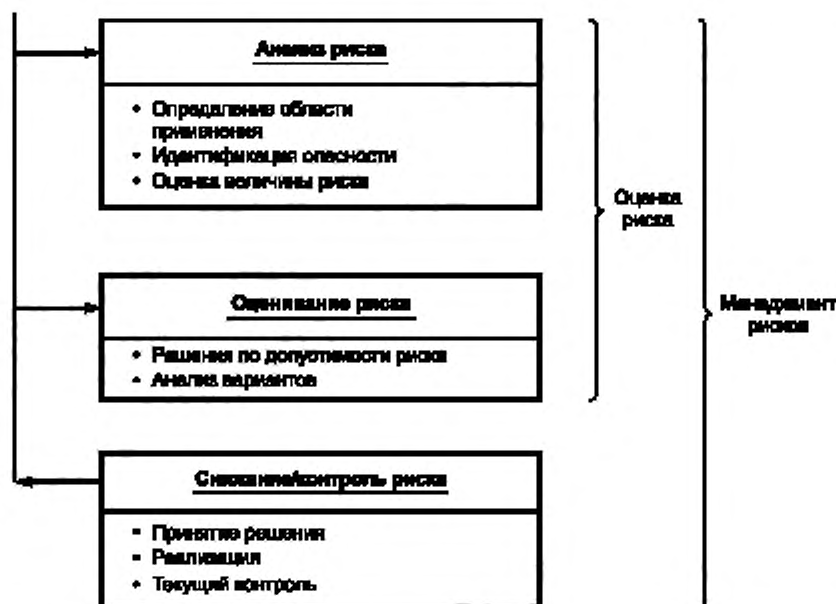 Анализ риска
• Определение области
применения
• Идентификация опасности
• Оценка величины риска
Оценка
риска
Оценивание риска
• Решения по допустимости риска
• Анализ вариантов
Менеджмент
рисков
Снижение/контроль риска
• Принятие решения
• Реализация
• Текущий контроль